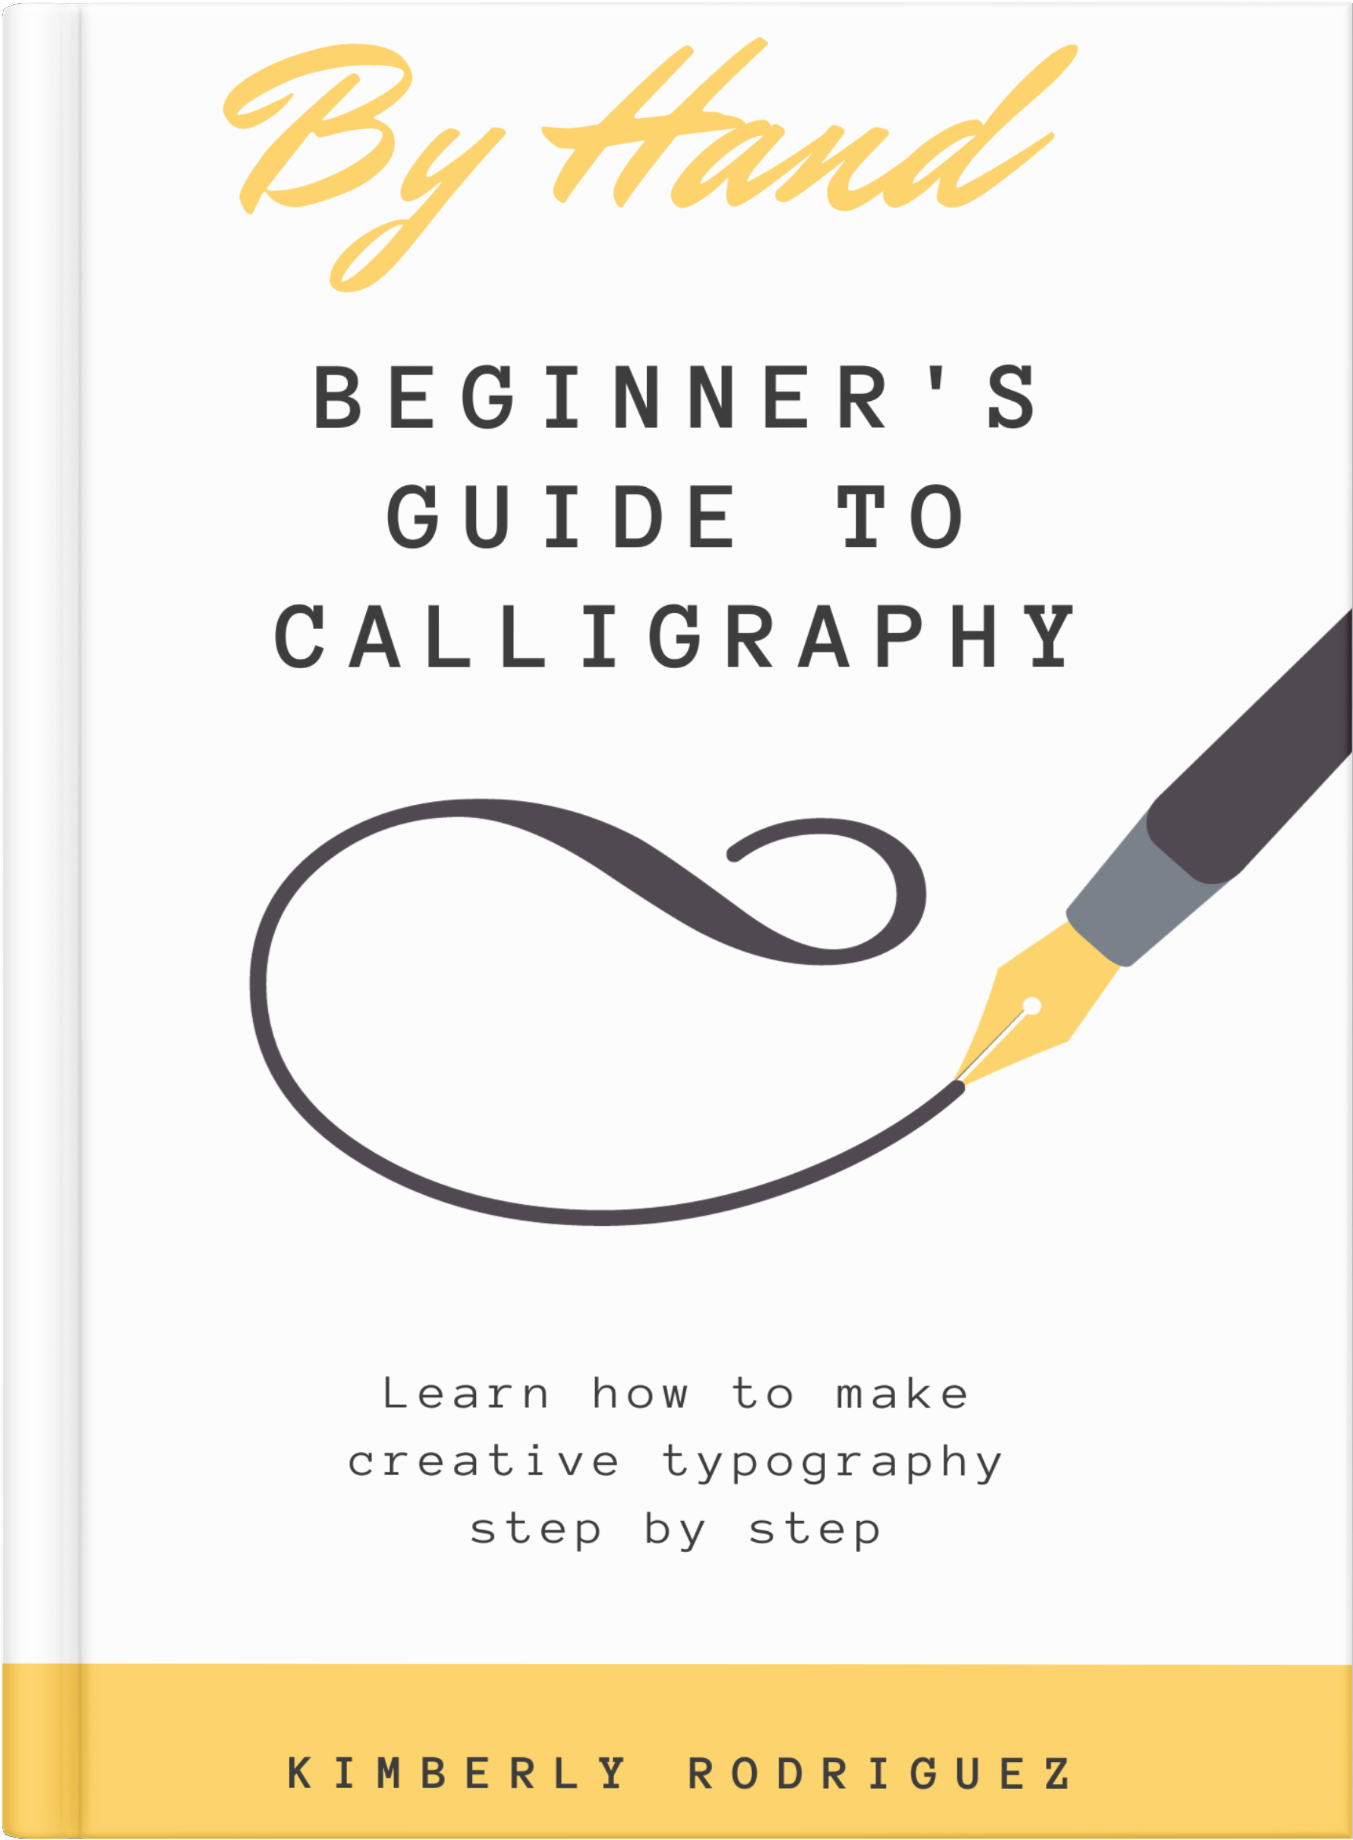 By Hand
BEGINNER'S
GUIDE TO
CALLIGRAPHY
Learn how to make
creative typography
step by step
KIMBERLY RODRIGUEZ